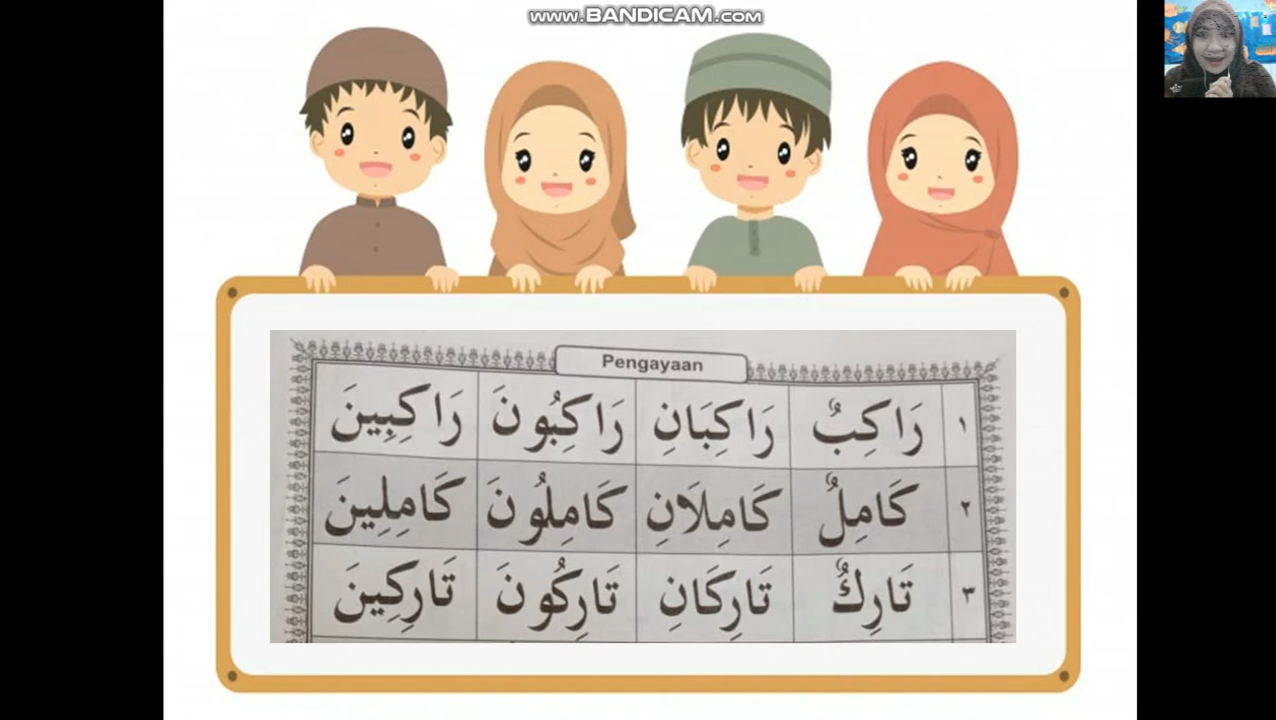 www.BANDICAM.com
Pengayaan
١ رَاكِبٌ رَاكِبَانِ رَاكِبُونَ رَاكِبِينَ
٢ كَامِلٌ كَامِلَانِ كَامِلُونَ كَامِلِينَ
٣ تَارِكٌ تَارِكَانِ تَارِكُونَ تَارِكِينَ